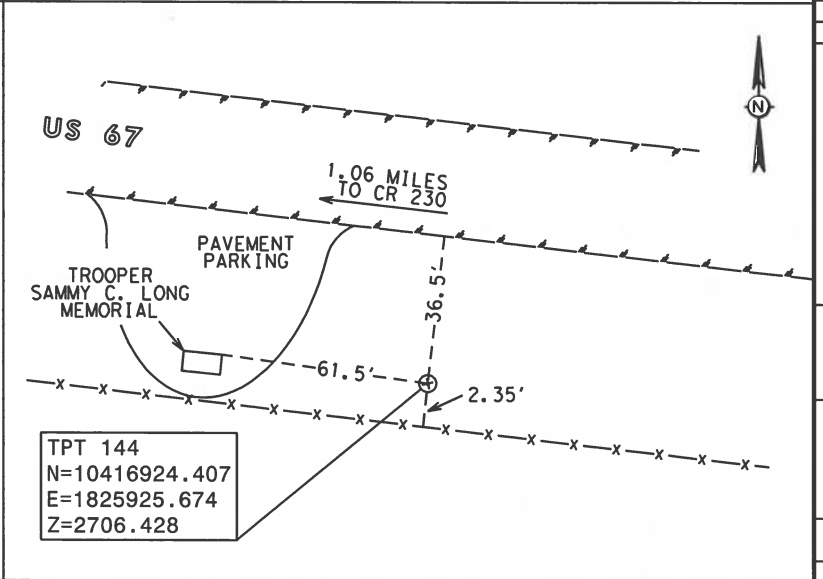 N
US 67
1.06 MILES
TO CR 230
PAVEMENT
PARKING
TROOPER
SAMMY C. LONG
MEMORIAL
36.5'
61.5'
2.35'
TPT 144
N=10416924.407
E=1825925.674
Z=2706.428